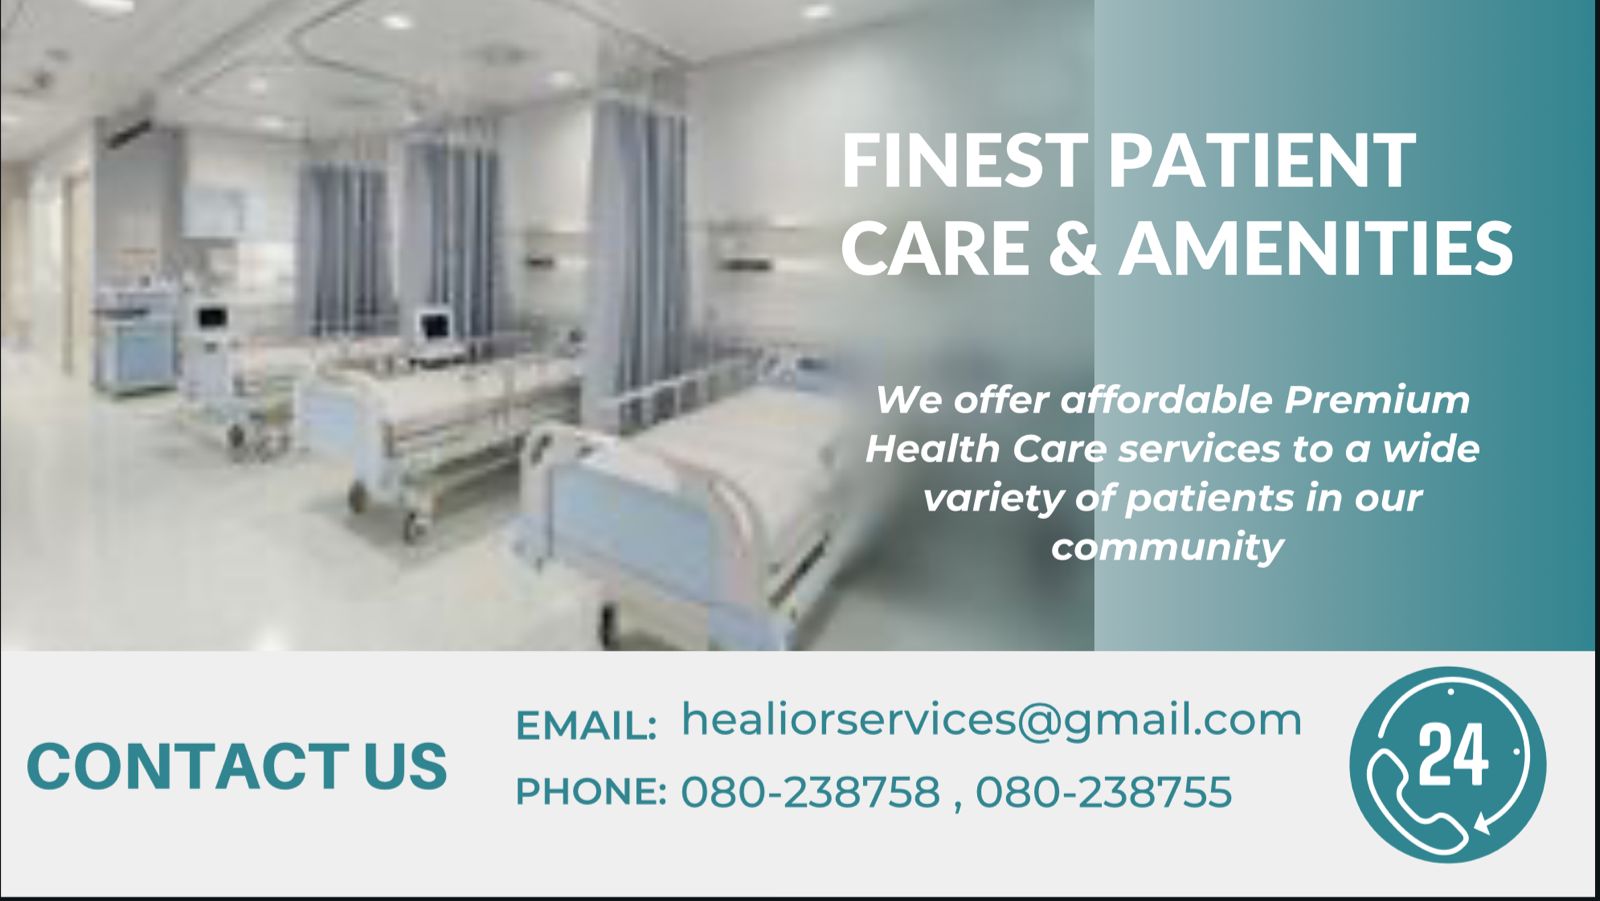 FINEST PATIENT
CARE & AMENITIES
We offer affordable Premium
Health Care services to a wide
variety of patients in our
community
CONTACT US
EMAIL: healiorservices@gmail.com
PHONE: 080-238758 , 080-238755
24